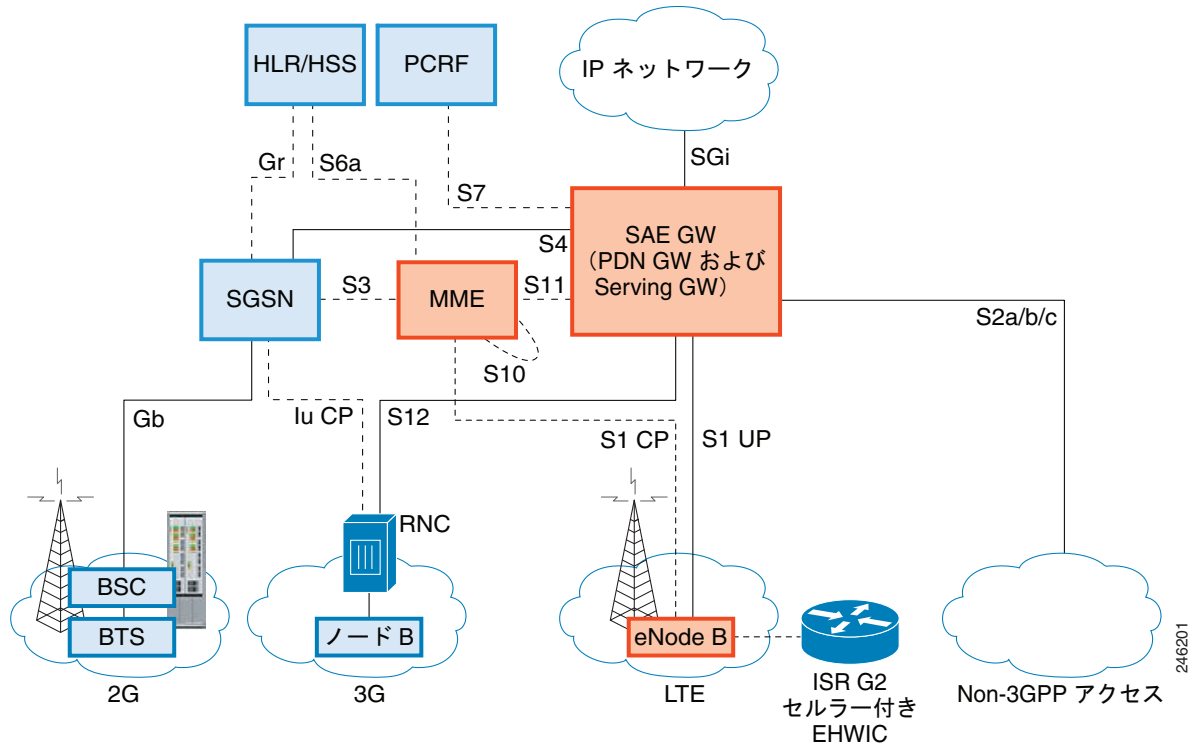 HLR/HSS
PCRF
IP ネットワーク
Gr
S6a
S7
SGi
S4
SAE GW
（PDN GW および
Serving GW）
SGSN
S3
MME
S11
S10
S2a/b/c
Gb
Iu CP
S12
S1 CP
S1 UP
RNC
BSC
BTS
ノード B
eNode B
2G
3G
LTE
ISR G2
セルラー付き
EHWIC
Non-3GPP アクセス
246201